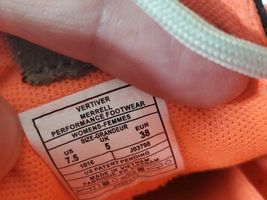 VERTIVER
MERRELL
PERFORMANCE FOOTWEAR
WOMENS-FEMMES
SIZE-GRANDEUR
US UK EUR
7.5 5 38
1016 J03790
US PATENT PENDING